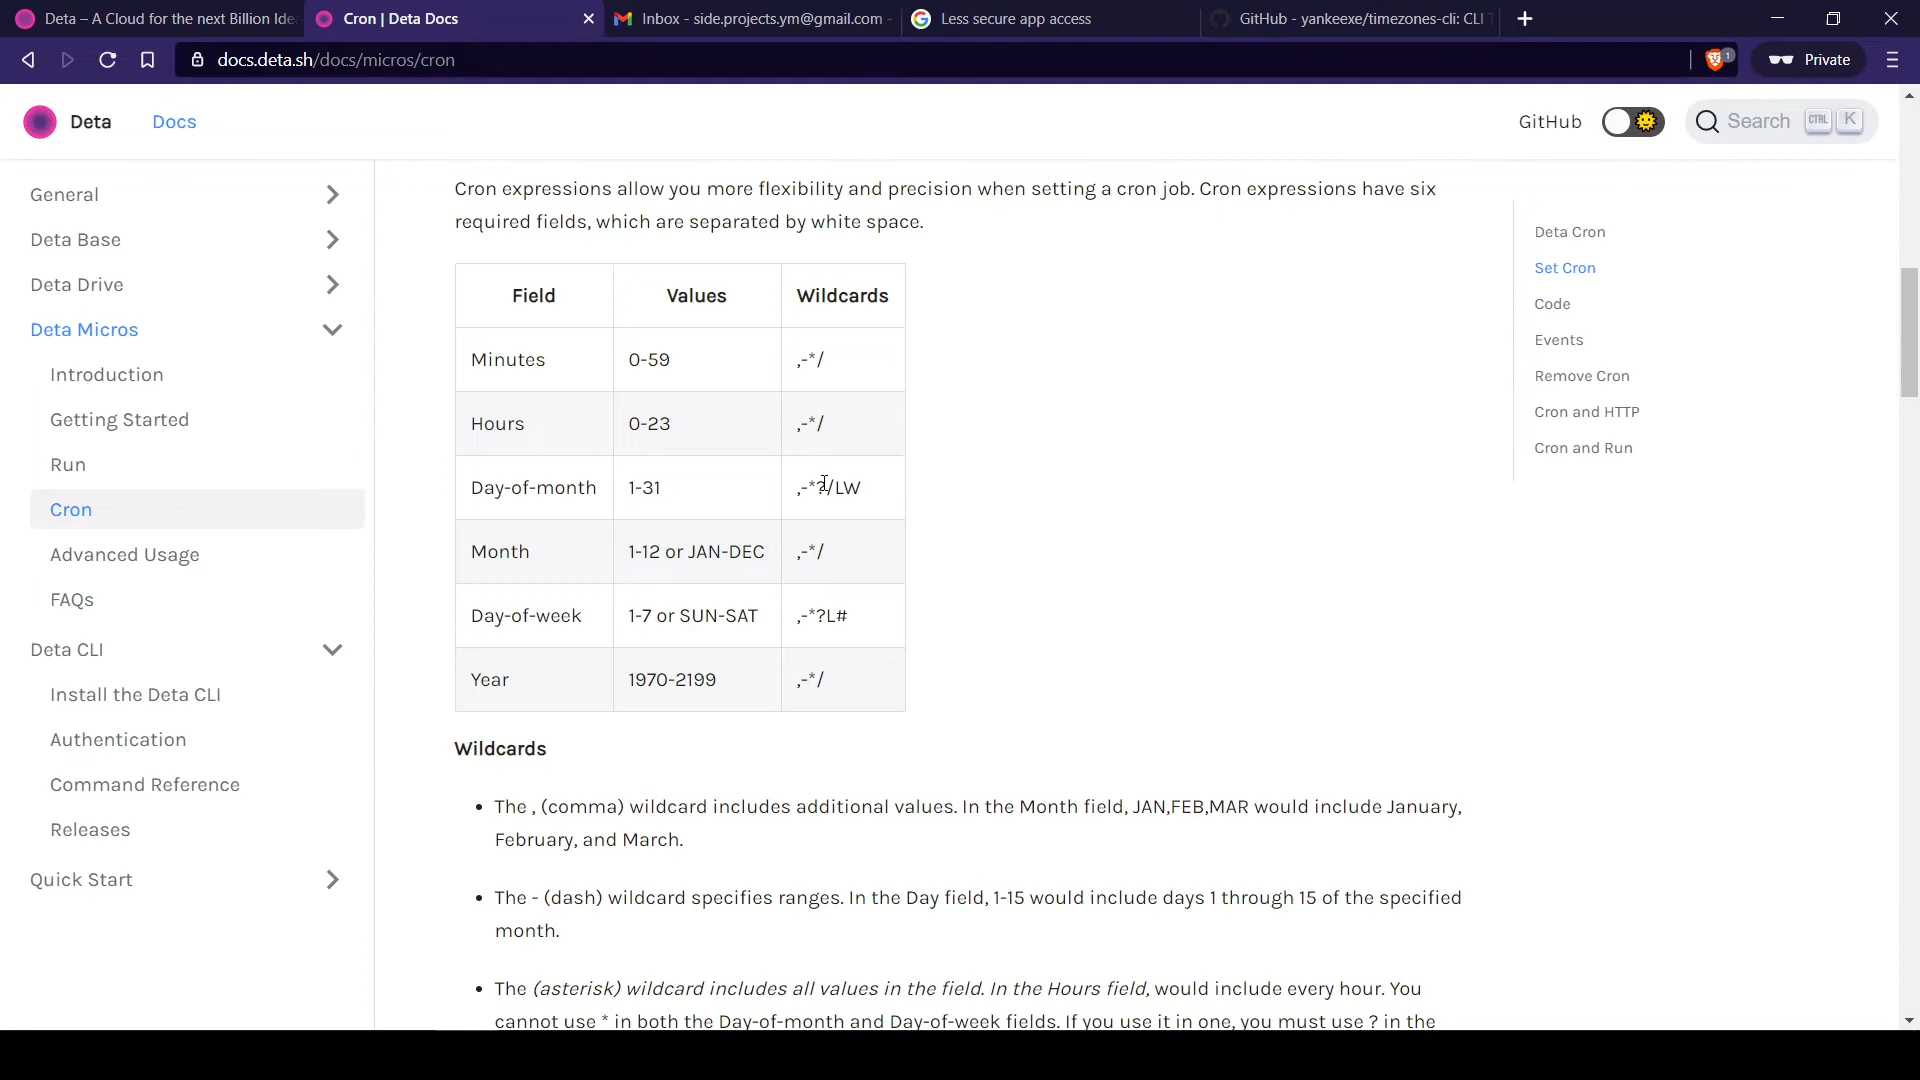 Deta – A Cloud for the next Billion Ide
Cron | Deta Docs
Inbox - side.projects.ym@gmail.com -
Less secure app access
GitHub - yankeexe/timezones-cli: CLI T
docs.deta.sh/docs/micros/cron
1
Private
Deta
Docs
GitHub
Search
CTRL
K
General
Deta Base
Deta Drive
Deta Micros
Introduction
Getting Started
Run
Cron
Advanced Usage
FAQs
Deta CLI
Install the Deta CLI
Authentication
Command Reference
Releases
Quick Start
Cron expressions allow you more flexibility and precision when setting a cron job. Cron expressions have six
required fields, which are separated by white space.
Field Values Wildcards
Minutes 0-59 ,-*/
Hours 0-23 ,-*/
Day-of-month 1-31 ,-*?/LW
Month 1-12 or JAN-DEC ,-*/
Day-of-week 1-7 or SUN-SAT ,-*?L#
Year 1970-2199 ,-*/
Wildcards
• The , (comma) wildcard includes additional values. In the Month field, JAN,FEB,MAR would include January,
February, and March.
• The - (dash) wildcard specifies ranges. In the Day field, 1-15 would include days 1 through 15 of the specified
month.
• The (asterisk) wildcard includes all values in the field. In the Hours field, would include every hour. You
cannot use * in both the Day-of-month and Day-of-week fields. If you use it in one, you must use ? in the
Deta Cron
Set Cron
Code
Events
Remove Cron
Cron and HTTP
Cron and Run